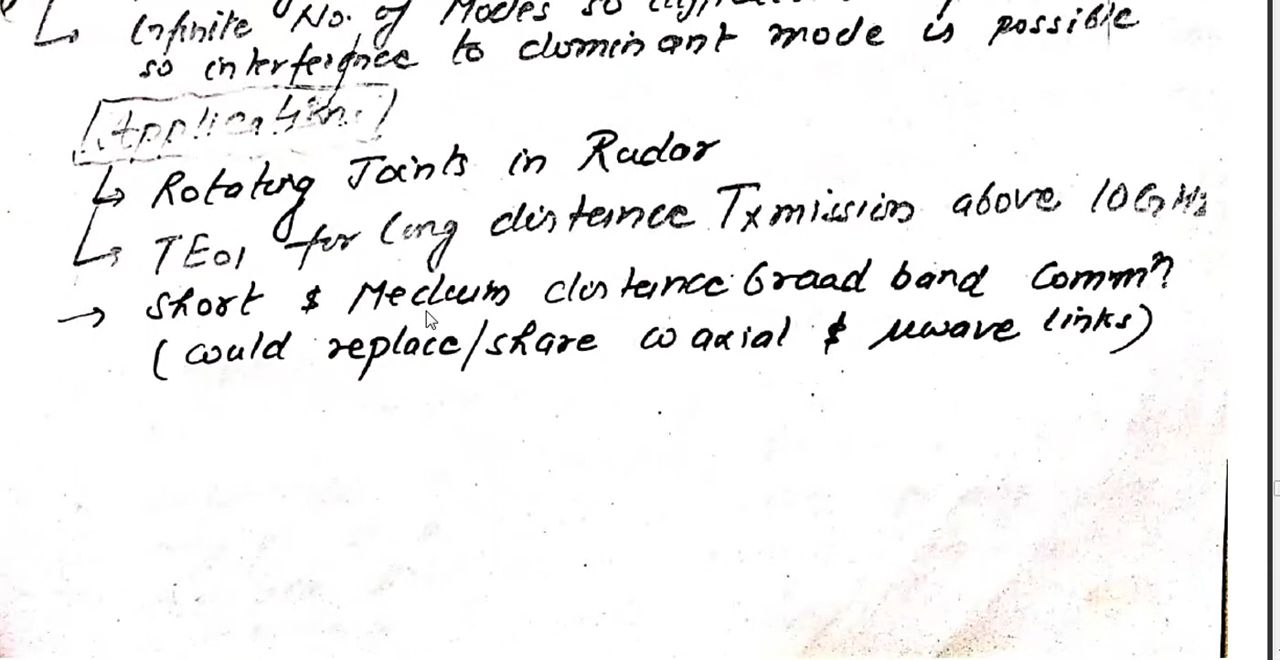 Infinite No. of Modes so
so interference to dominant mode is possible
Applications
Rotating Joints in Radar
TE01 for long distance Txmission above 10GHz
Short & Medium distance broad band Commn
(could replace/share coaxial & μwave links)